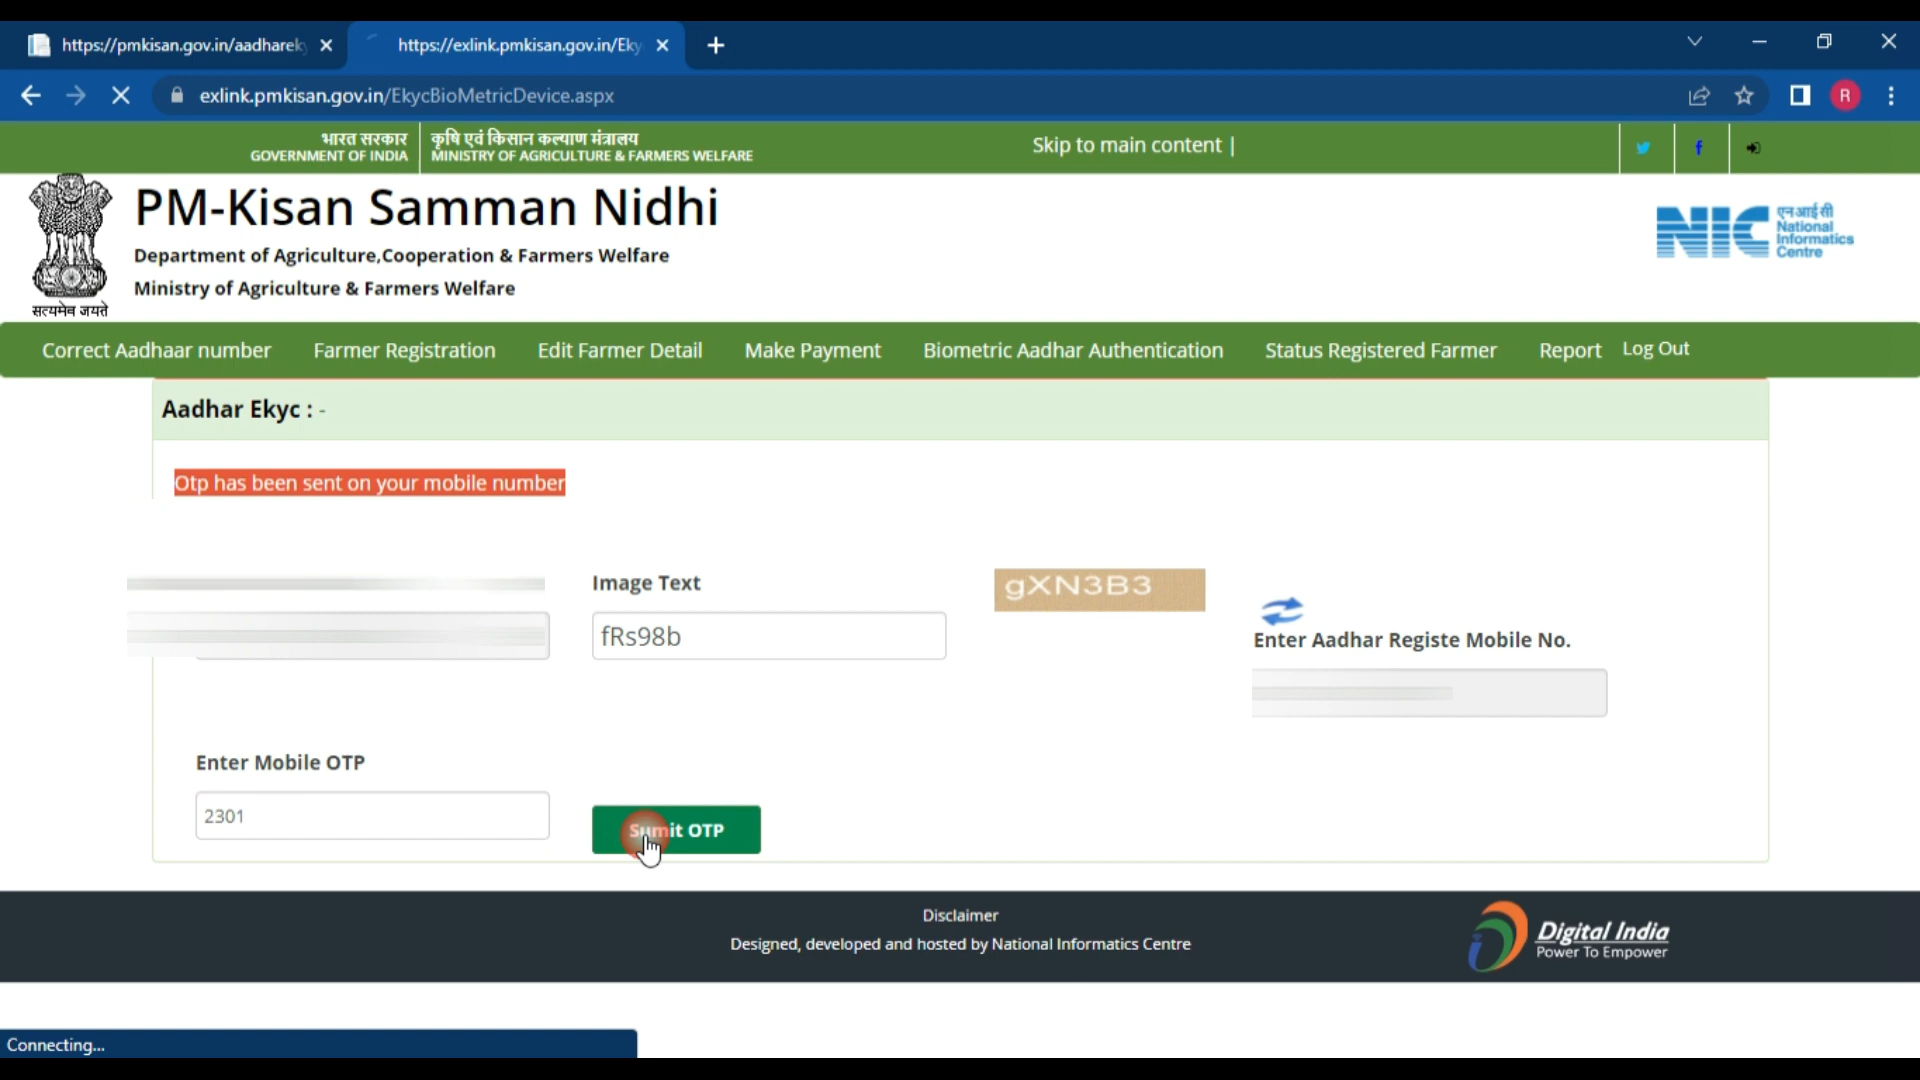 https://pmkisan.gov.in/aadharek
https://exlink.pmkisan.gov.in/Eky
exlink.pmkisan.gov.in/EkycBioMetricDevice.aspx
R
भारत सरकार
GOVERNMENT OF INDIA
कृषि एवं किसान कल्याण मंत्रालय
MINISTRY OF AGRICULTURE & FARMERS WELFARE
Skip to main content |
PM-Kisan Samman Nidhi
Department of Agriculture,Cooperation & Farmers Welfare
Ministry of Agriculture & Farmers Welfare
सत्यमेव जयते
NIC
एन आई सी
National
Informatics
Centre
Correct Aadhaar number Farmer Registration Edit Farmer Detail Make Payment Biometric Aadhar Authentication Status Registered Farmer Report Log Out
Aadhar Ekyc : -
Otp has been sent on your mobile number
Image Text
gXN3B3
fRs98b
Enter Aadhar Registe Mobile No.
Enter Mobile OTP
2301
Sumit OTP
Disclaimer
Designed, developed and hosted by National Informatics Centre
Digital India
Power To Empower
Connecting...